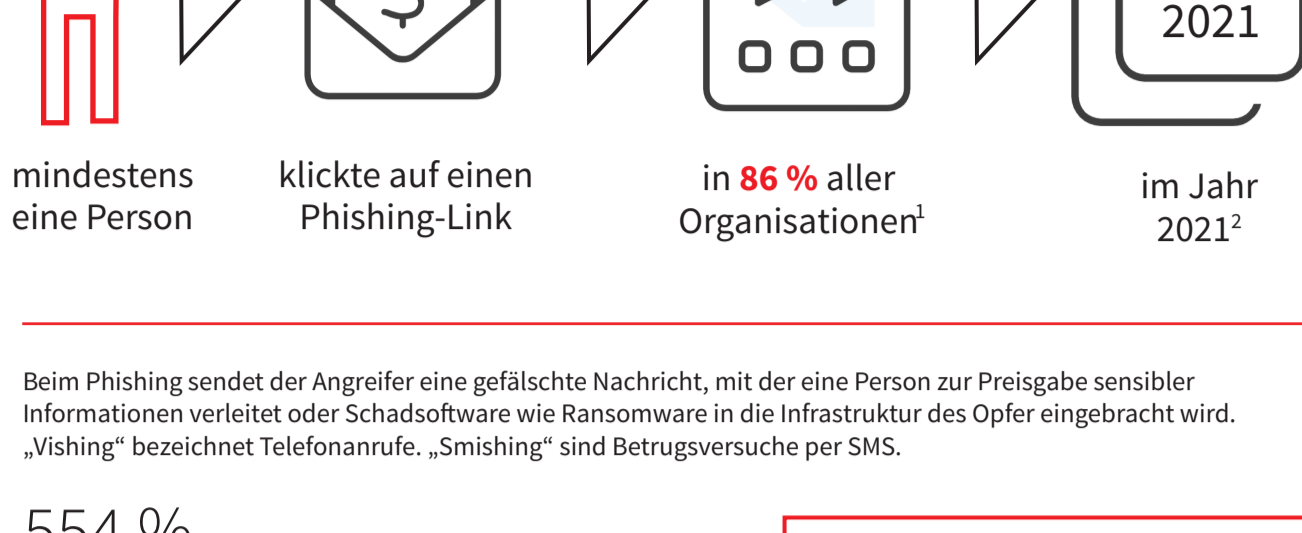 2021
mindestens
eine Person
klickte auf einen
Phishing-Link
in 86 % aller
Organisationen¹
im Jahr
2021²
Beim Phishing sendet der Angreifer eine gefälschte Nachricht, mit der eine Person zur Preisgabe sensibler
Informationen verleitet oder Schadsoftware wie Ransomware in die Infrastruktur des Opfer eingebracht wird.
„Vishing“ bezeichnet Telefonanrufe. „Smishing“ sind Betrugsversuche per SMS.
554 %